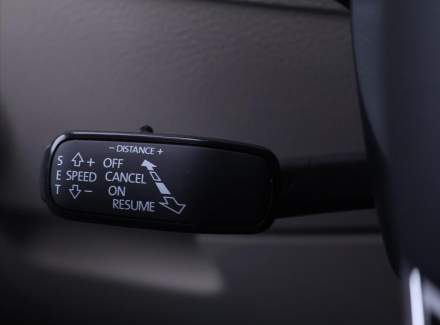 − DISTANCE +
S + OFF
E SPEED CANCEL
T − ON
RESUME